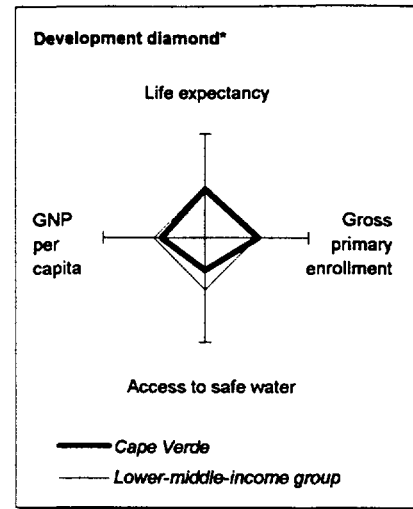 Development diamond*
Life expectancy
GNP
per
capita
Gross
primary
enrollment
Access to safe water
Cape Verde
Lower-middle-income group